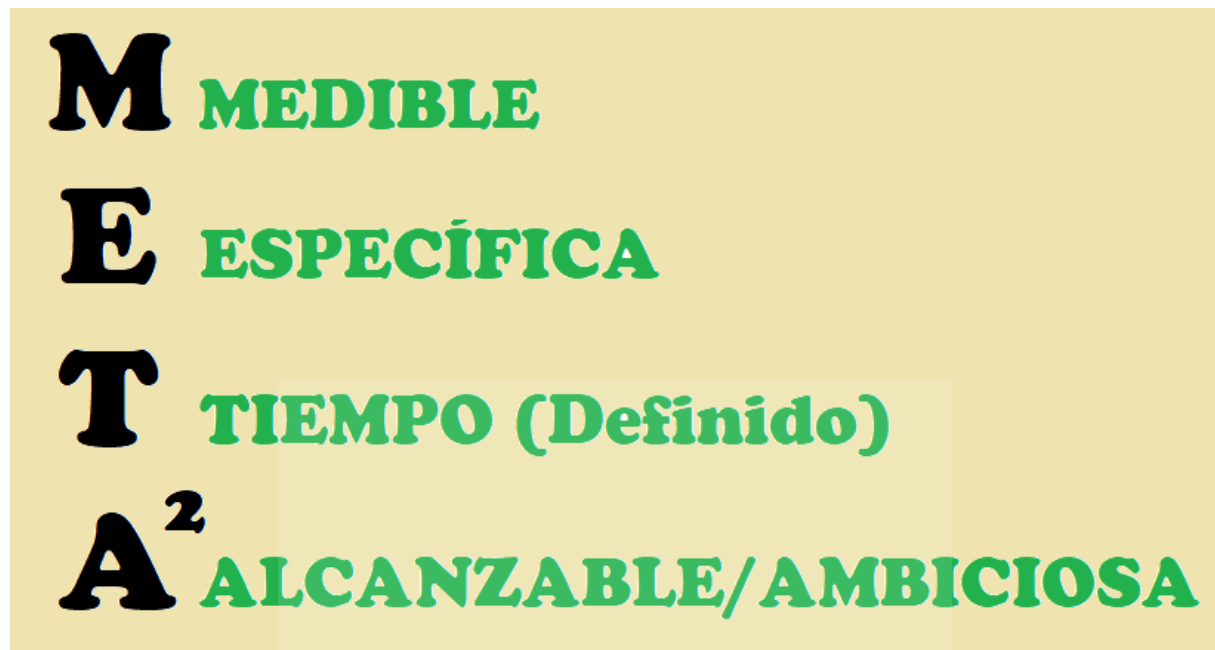 M MEDIBLE
E ESPECÍFICA
T TIEMPO (Definido)
A² ALCANZABLE/AMBICIOSA